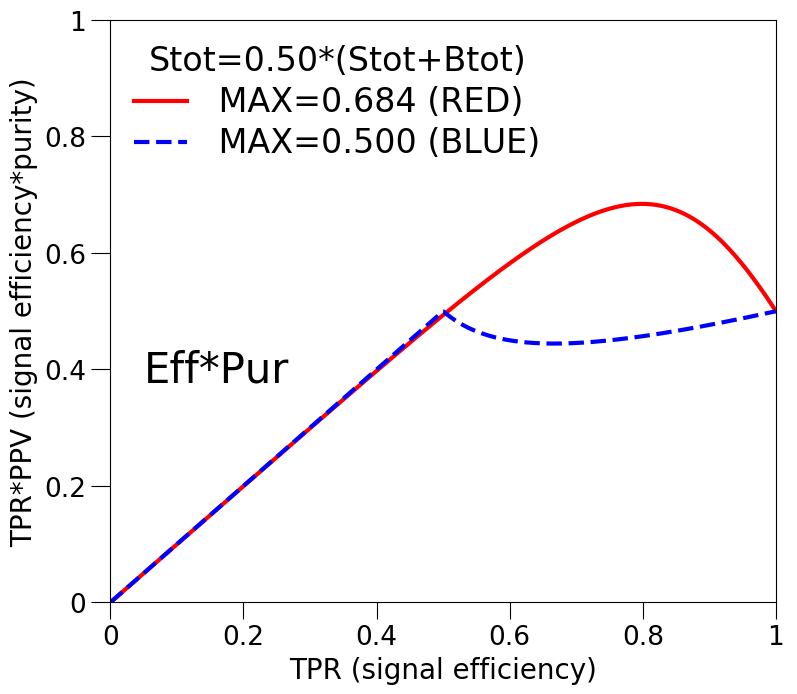 Stot=0.50*(Stot+Btot)
MAX=0.684 (RED)
MAX=0.500 (BLUE)
Eff*Pur
TPR*PPV (signal efficiency*purity)
1
0.8
0.6
0.4
0.2
0
0 0.2 0.4 0.6 0.8 1
TPR (signal efficiency)